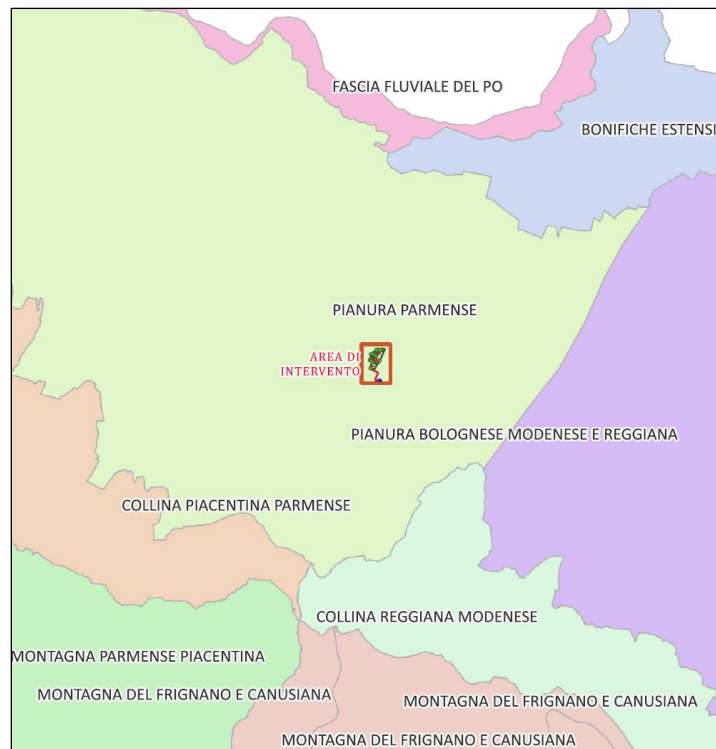 FASCIA FLUVIALE DEL PO
BONIFICHE ESTENSI
PIANURA PARMENSE
AREA DI
INTERVENTO
PIANURA BOLOGNESE MODENESE E REGGIANA
COLLINA PIACENTINA PARMENSE
COLLINA REGGIANA MODENESE
MONTAGNA PARMENSE PIACENTINA
MONTAGNA DEL FRIGNANO E CANUSIANA
MONTAGNA DEL FRIGNANO E CANUSIANA
MONTAGNA DEL FRIGNANO E CANUSIANA